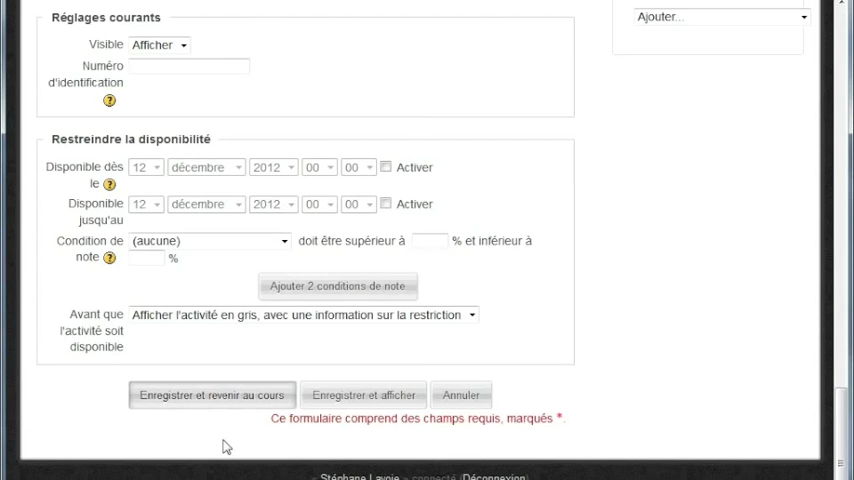 Réglages courants
Ajouter...
Visible Afficher
Numéro
d'identification
?
Restreindre la disponibilité
Disponible dès 12 décembre 2012 00 00 Activer
le ?
Disponible 12 décembre 2012 00 00 Activer
jusqu'au
Condition de (aucune) doit être supérieur à % et inférieur à
note ? %
Ajouter 2 conditions de note
Avant que Afficher l'activité en gris, avec une information sur la restriction
l'activité soit
disponible
Enregistrer et revenir au cours Enregistrer et afficher Annuler
Ce formulaire comprend des champs requis, marqués *.
Stéphane Lavoie - connecté (Déconnexion)